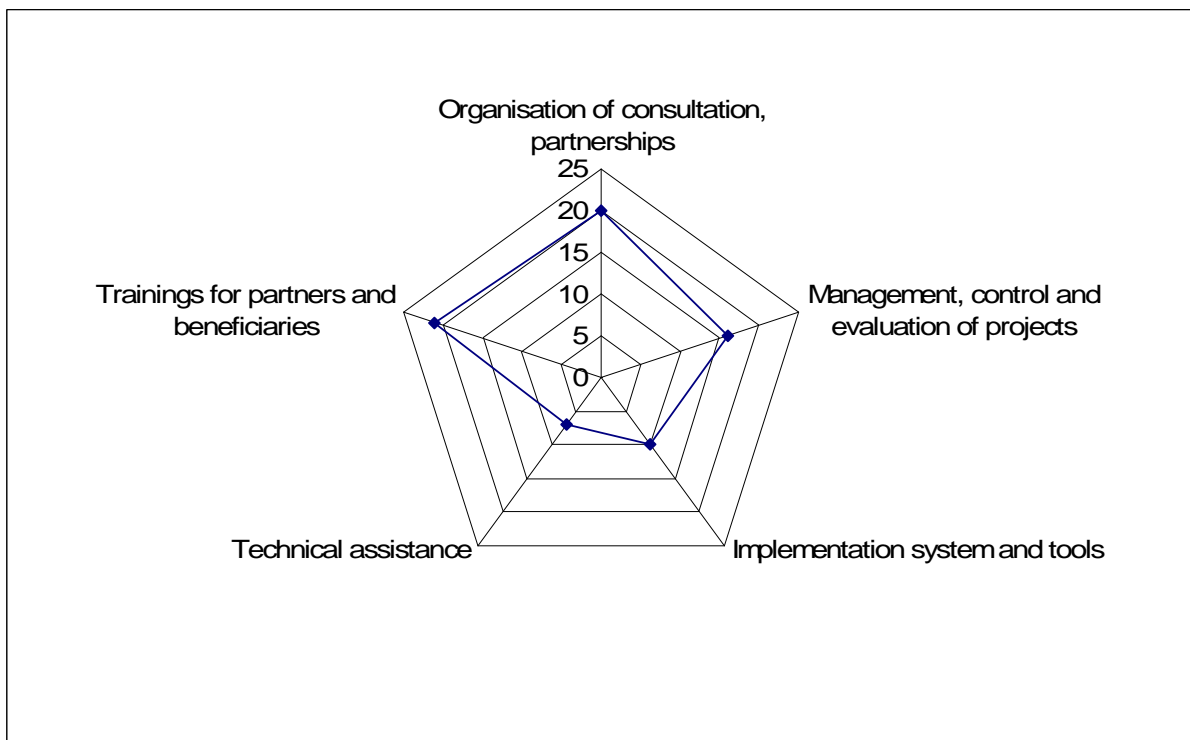 Organisation of consultation,
partnerships
25
20
15
10
5
0
Trainings for partners and
beneficiaries
Management, control and
evaluation of projects
Technical assistance
Implementation system and tools